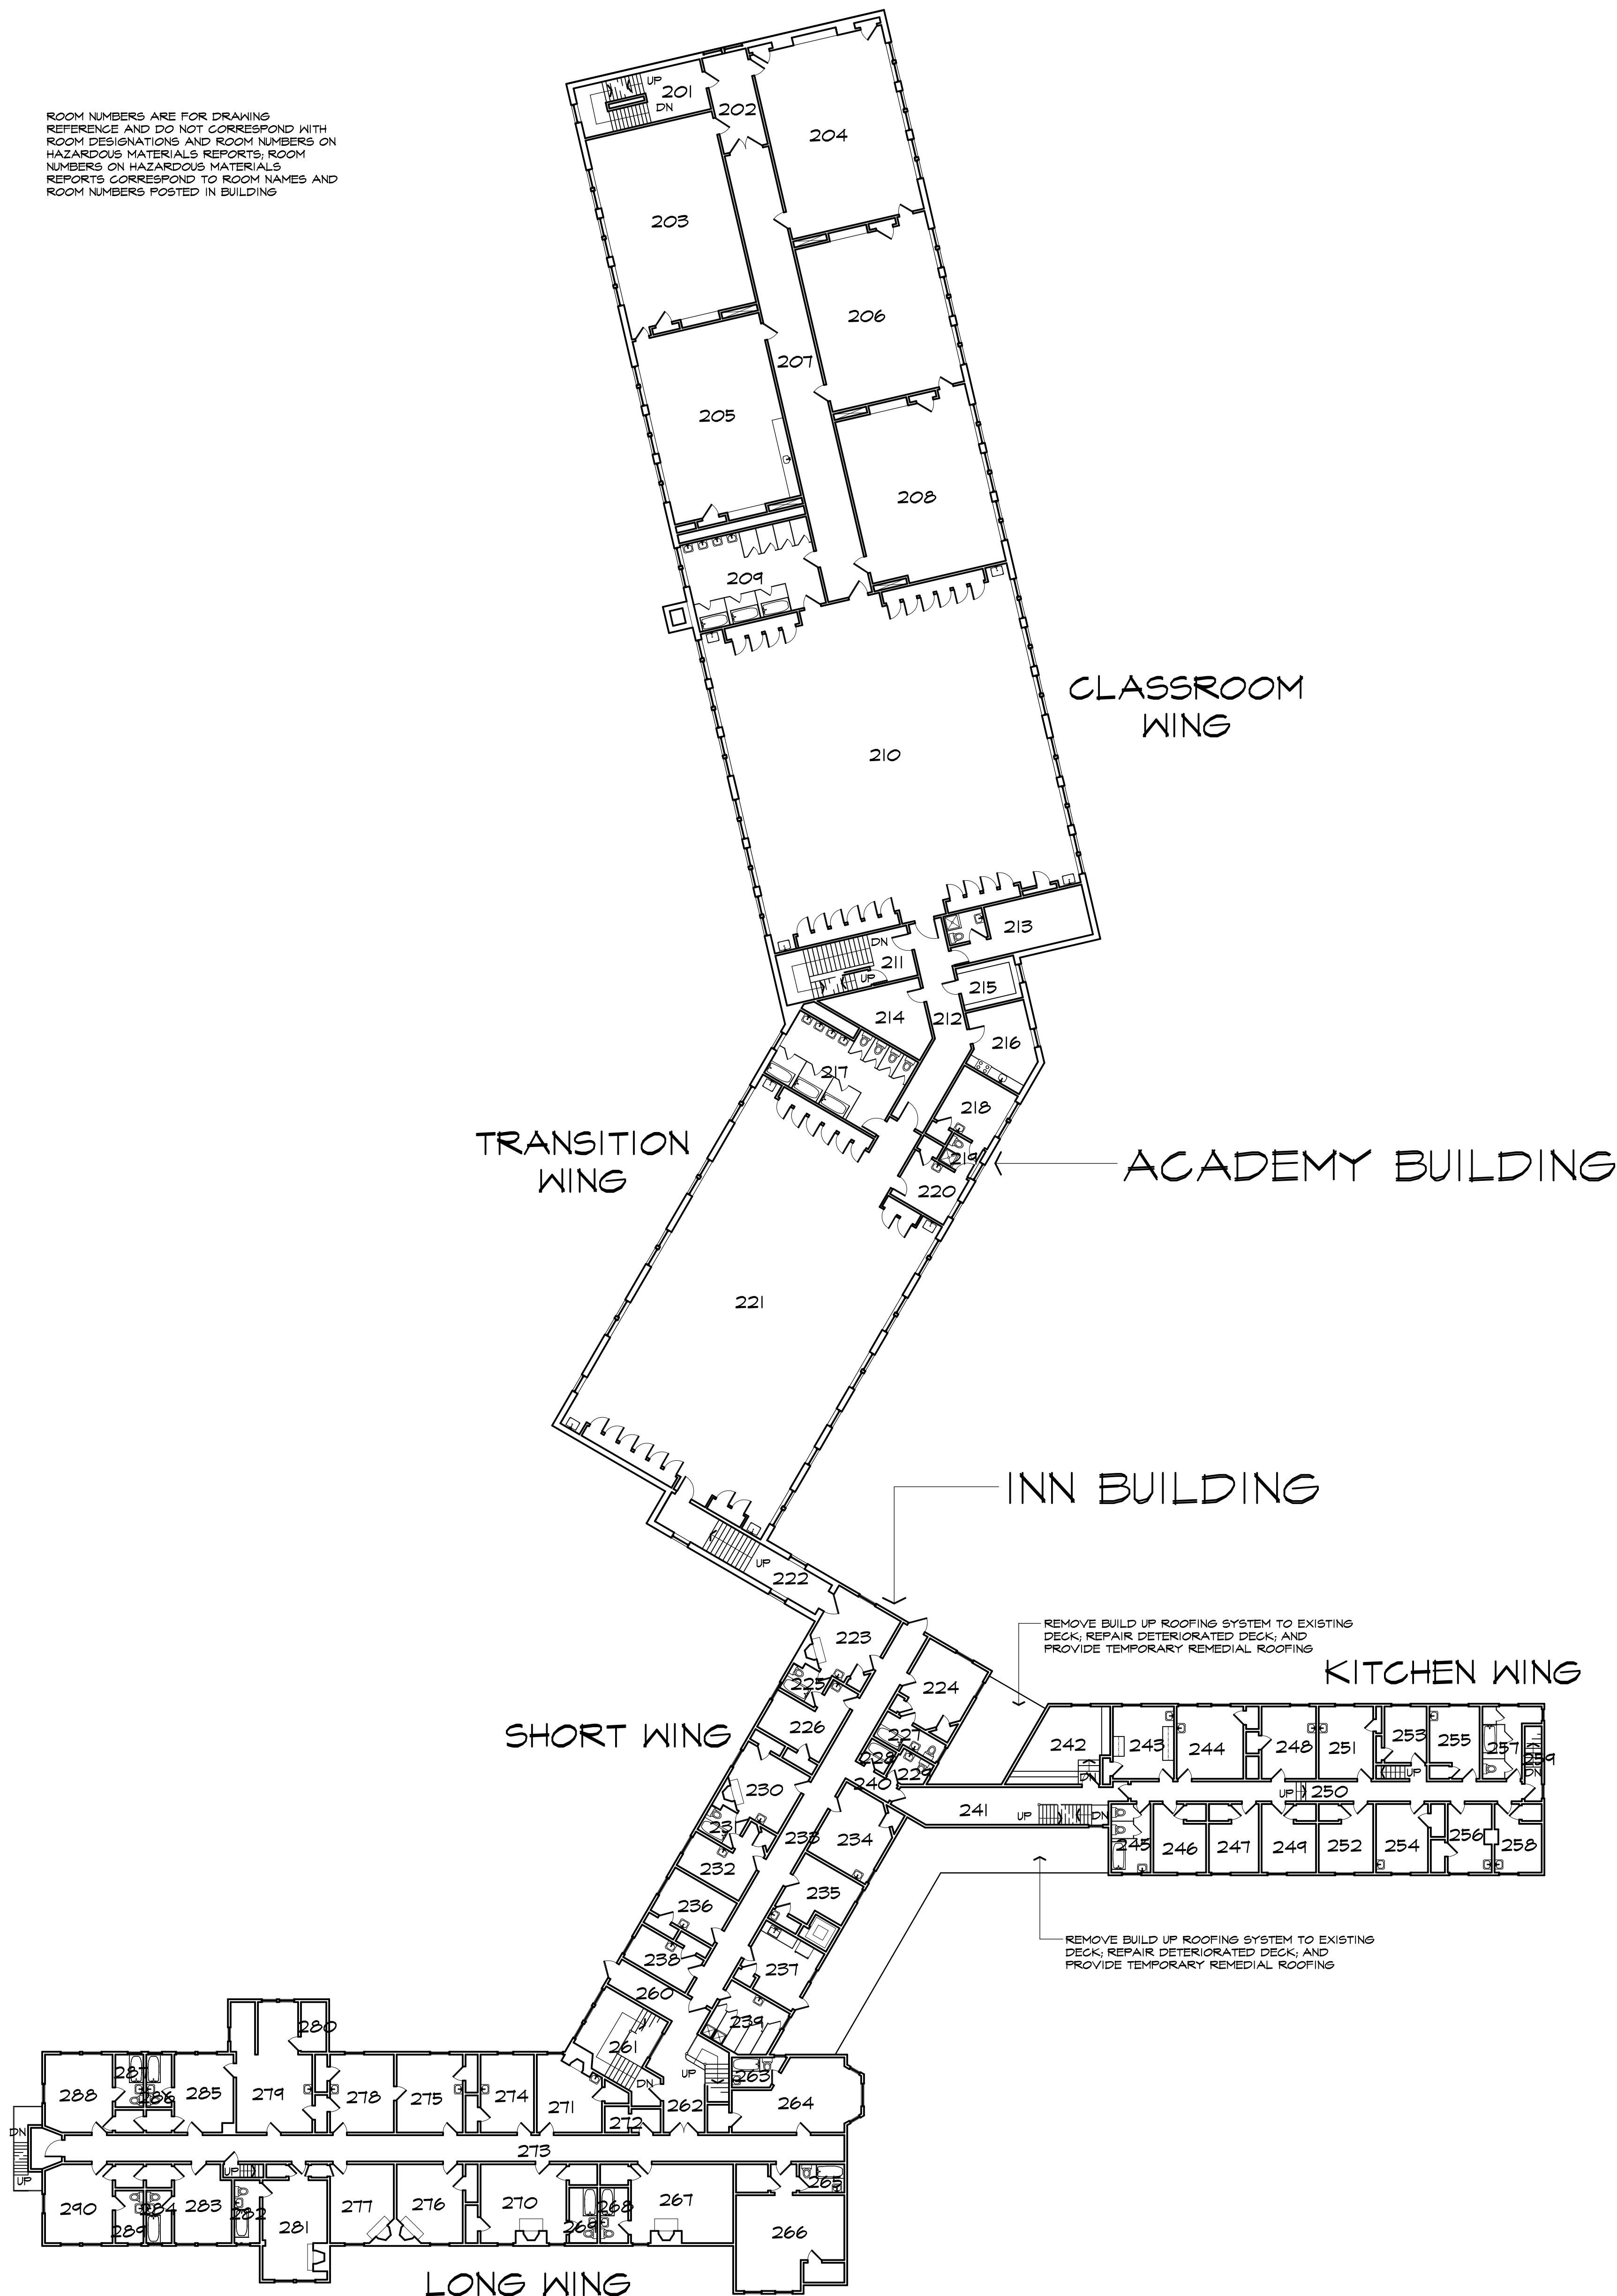 ROOM NUMBERS ARE FOR DRAWING
REFERENCE AND DO NOT CORRESPOND WITH
ROOM DESIGNATIONS AND ROOM NUMBERS ON
HAZARDOUS MATERIALS REPORTS; ROOM
NUMBERS ON HAZARDOUS MATERIALS
REPORTS CORRESPOND TO ROOM NAMES AND
ROOM NUMBERS POSTED IN BUILDING
UP
201
DN
202
204
203
206
207
205
208
209
CLASSROOM
WING
210
213
DN
211
UP
215
214
212
216
217
218
TRANSITION
WING
219
ACADEMY BUILDING
220
221
INN BUILDING
UP
222
REMOVE BUILD UP ROOFING SYSTEM TO EXISTING
DECK; REPAIR DETERIORATED DECK; AND
PROVIDE TEMPORARY REMEDIAL ROOFING
223
KITCHEN WING
225
224
226
SHORT WING
227
228
229
242
243
244
248
251
253
255
257
259
DN
UP
DN
240
230
UP
250
241
UP
DN
231
233
234
245
246
247
249
252
254
256
258
232
235
236
REMOVE BUILD UP ROOFING SYSTEM TO EXISTING
DECK; REPAIR DETERIORATED DECK; AND
PROVIDE TEMPORARY REMEDIAL ROOFING
238
237
260
239
280
261
UP
263
DN
288
287
286
285
279
278
275
274
271
272
262
264
DN
273
UP
UP
265
290
289
284
283
282
281
277
276
270
269
268
267
266
LONG WING